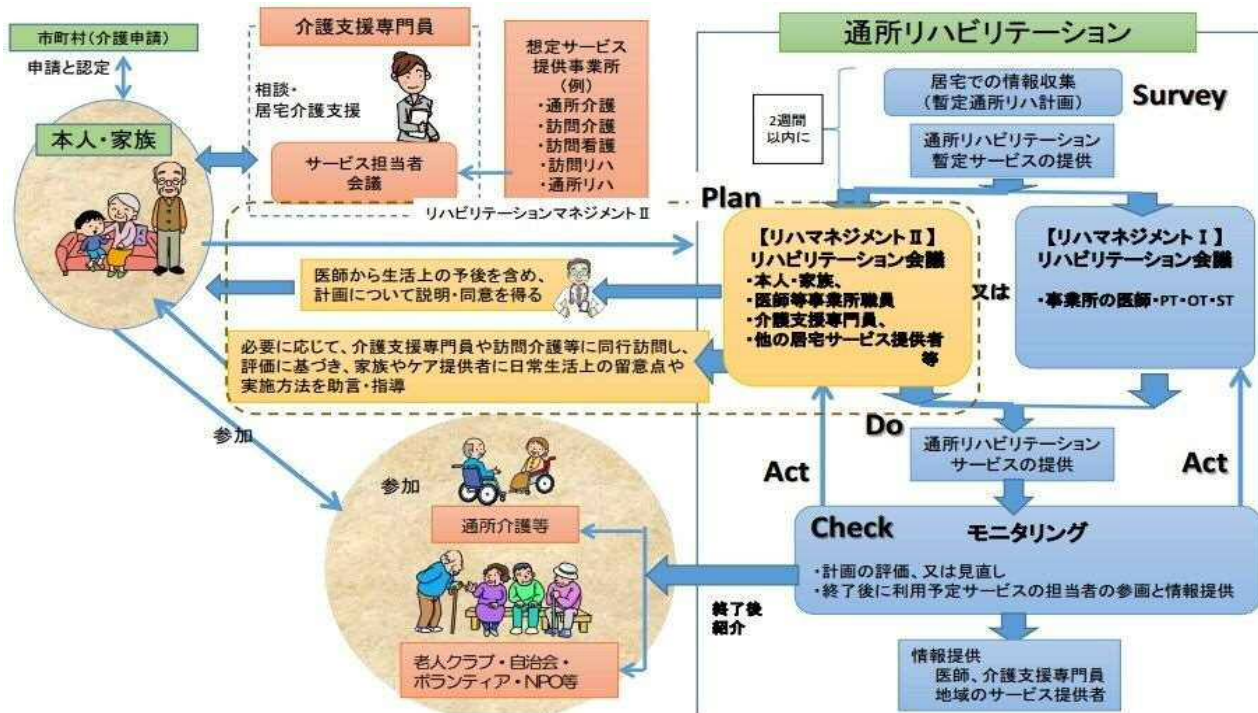 市町村(介護申請)
申請と認定
本人・家族
介護支援専門員
相談・
居宅介護支援
サービス担当者
会議
想定サービス
提供事業所
(例)
・通所介護
・訪問介護
・訪問看護
・訪問リハ
・通所リハ
リハビリテーションマネジメントⅡ
医師から生活上の予後を含め、
計画について説明・同意を得る
必要に応じて、介護支援専門員や訪問介護等に同行訪問し、
評価に基づき、家族やケア提供者に日常生活上の留意点や
実施方法を助言・指導
参加
参加
通所介護等
老人クラブ・自治会・
ボランティア・NPO等
通所リハビリテーション
2週間
以内に
居宅での情報収集
(暫定通所リハ計画)
Survey
通所リハビリテーション
暫定サービスの提供
Plan
【リハマネジメントⅡ】
リハビリテーション会議
・本人・家族、
・医師等事業所職員
・介護支援専門員、
・他の居宅サービス提供者
等
又は
【リハマネジメントⅠ】
リハビリテーション会議
・事業所の医師・PT・OT・ST
Do
通所リハビリテーション
サービスの提供
Act
Act
Check
モニタリング
・計画の評価、又は見直し
・終了後に利用予定サービスの担当者の参画と情報提供
終了後
紹介
情報提供
医師、介護支援専門員
地域のサービス提供者